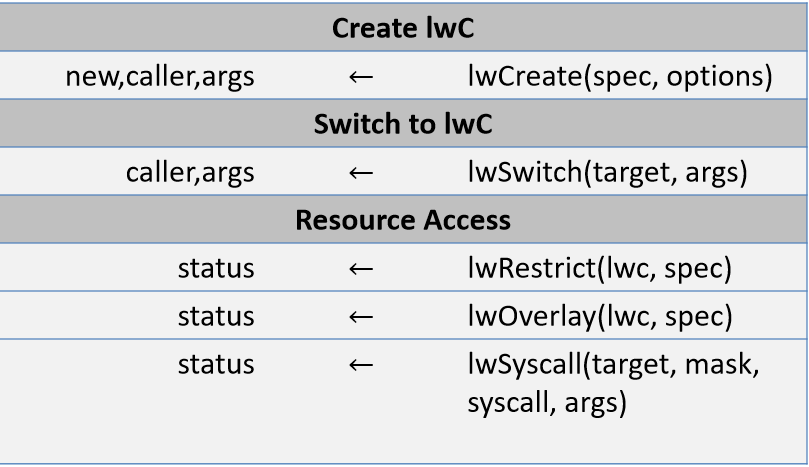 Create lwC
new,caller,args ← lwCreate(spec, options)
Switch to lwC
caller,args ← lwSwitch(target, args)
Resource Access
status ← lwRestrict(lwc, spec)
status ← lwOverlay(lwc, spec)
status ← lwSyscall(target, mask,
syscall, args)